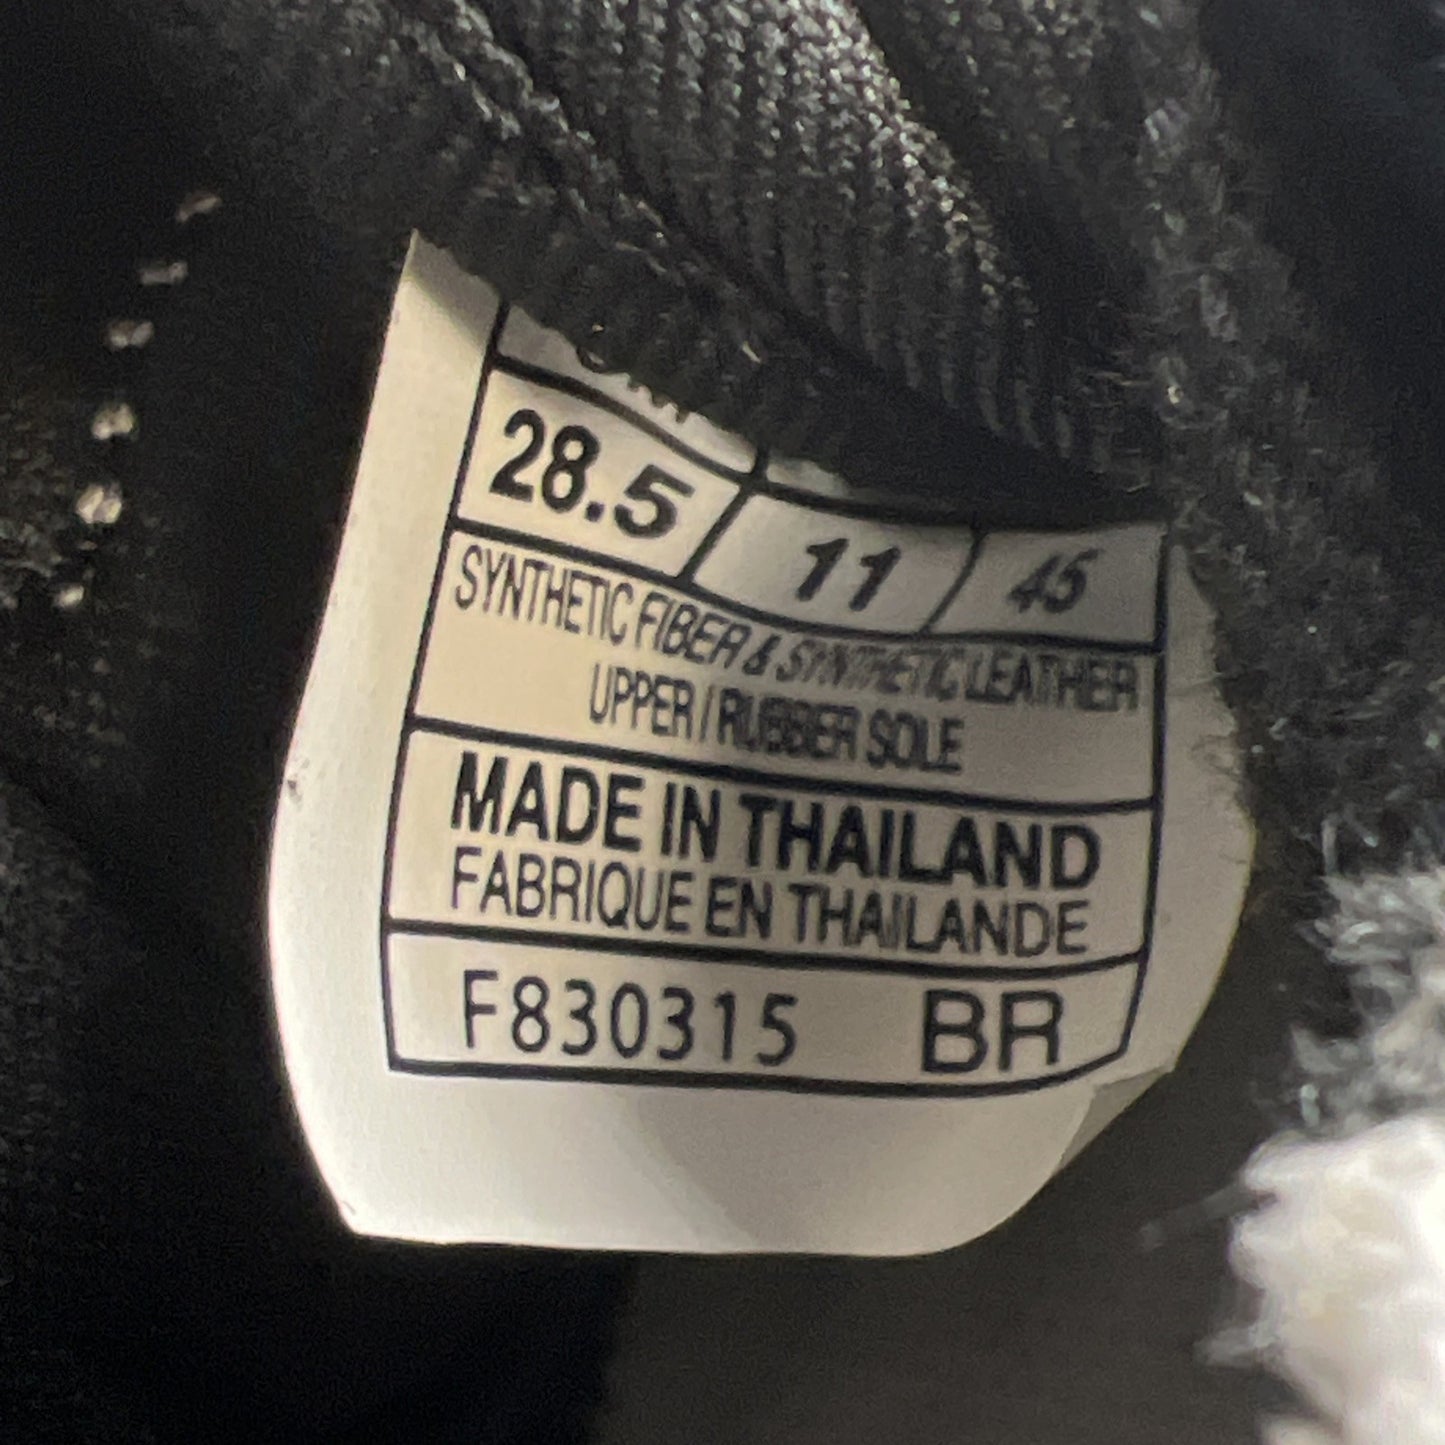 28.5 11 45
SYNTHETIC FIBER & SYNTHETIC LEATHER
UPPER / RUBBER SOLE
MADE IN THAILAND
FABRIQUE EN THAILANDE
F830315 BR